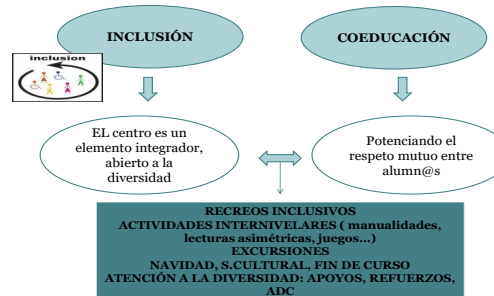 INCLUSIÓN
COEDUCACIÓN
inclusion
EL centro es un
elemento integrador,
abierto a la
diversidad
Potenciando el
respeto mutuo entre
alumn@s
RECREOS INCLUSIVOS
ACTIVIDADES INTERNIVELARES ( manualidades,
lecturas asimétricas, juegos...)
EXCURSIONES
NAVIDAD, S.CULTURAL, FIN DE CURSO
ATENCIÓN A LA DIVERSIDAD: APOYOS, REFUERZOS,
ADC